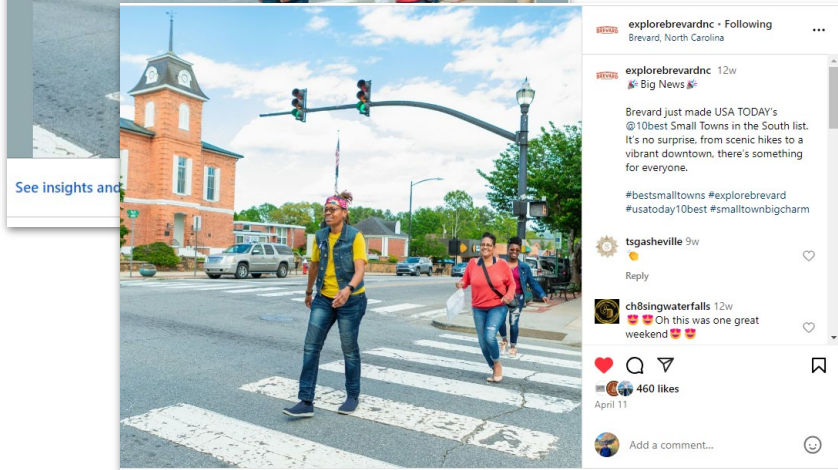 See insights and
BREVARD
explorebrevardnc • Following
Brevard, North Carolina
BREVARD
explorebrevardnc 12w
🎉Big News🎉
Brevard just made USA TODAY's
@10best Small Towns in the South list.
It's no surprise, from scenic hikes to a
vibrant downtown, there's something
for everyone.
#bestsmalltowns #explorebrevard
#usatoday10best #smalltownbigcharm
tsgasheville 9w
👏
Reply
ch8singwaterfalls 12w
😍😍Oh this was one great
weekend😍😍
460 likes
April 11
Add a comment...